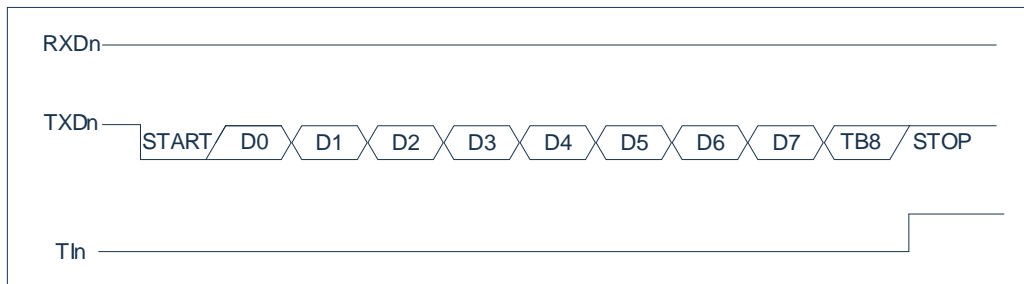 RXDn
TXDn
START D0 D1 D2 D3 D4 D5 D6 D7 TB8 STOP
TIn